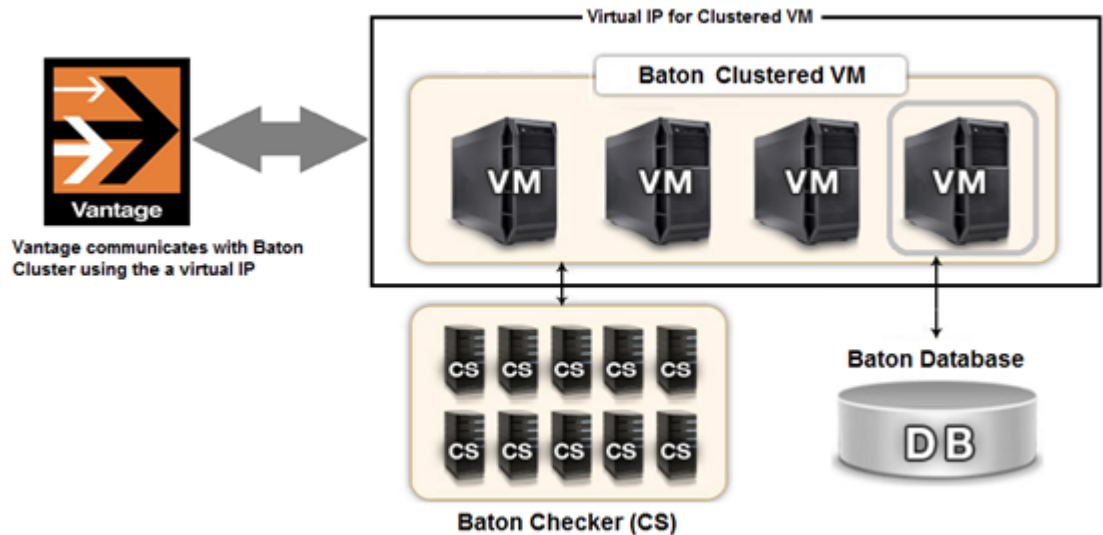 Virtual IP for Clustered VM
Baton Clustered VM
VM VM VM VM
Vantage
Vantage communicates with Baton
Cluster using the a virtual IP
CS CS CS CS CS
CS CS CS CS CS
Baton Checker (CS)
Baton Database
DB